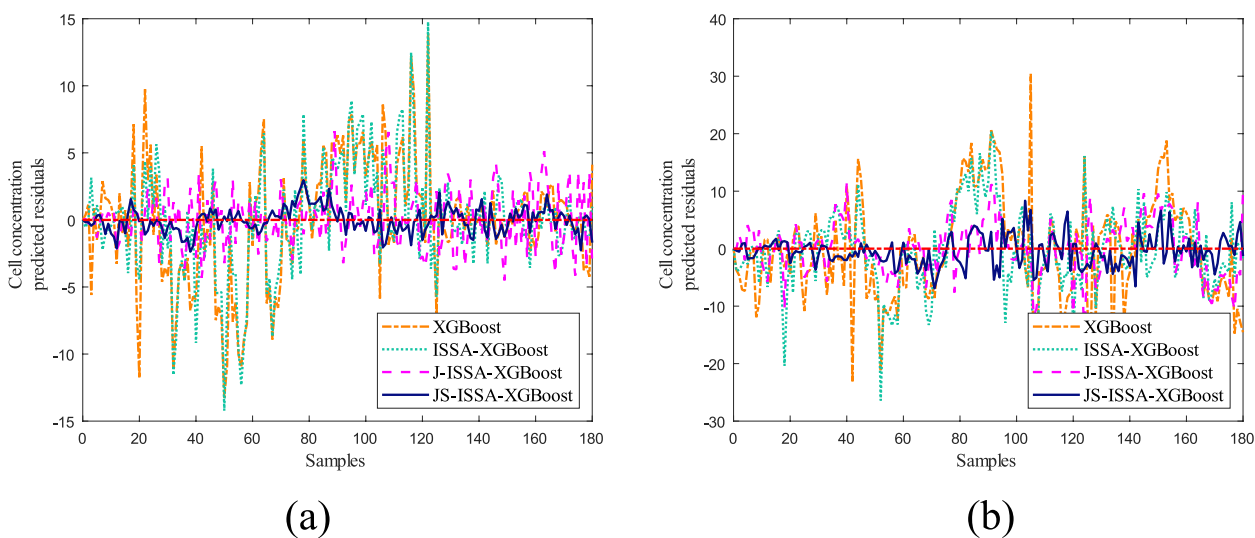 15
10
5
0
-5
-10
-15
0
20
40
60
80
100
120
140
160
180
Cell concentration
predicted residuals
Samples
XGBoost
ISSA-XGBoost
J-ISSA-XGBoost
JS-ISSA-XGBoost
(a)
40
30
20
10
0
-10
-20
-30
0
20
40
60
80
100
120
140
160
180
Cell concentration
predicted residuals
Samples
XGBoost
ISSA-XGBoost
J-ISSA-XGBoost
JS-ISSA-XGBoost
(b)